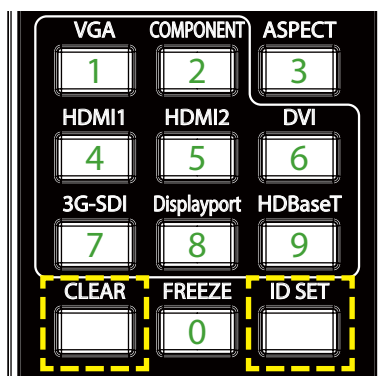 VGA COMPONENT ASPECT
1 2 3
HDMI1 HDMI2 DVI
4 5 6
3G-SDI Displayport HDBaseT
7 8 9
CLEAR FREEZE ID SET
0